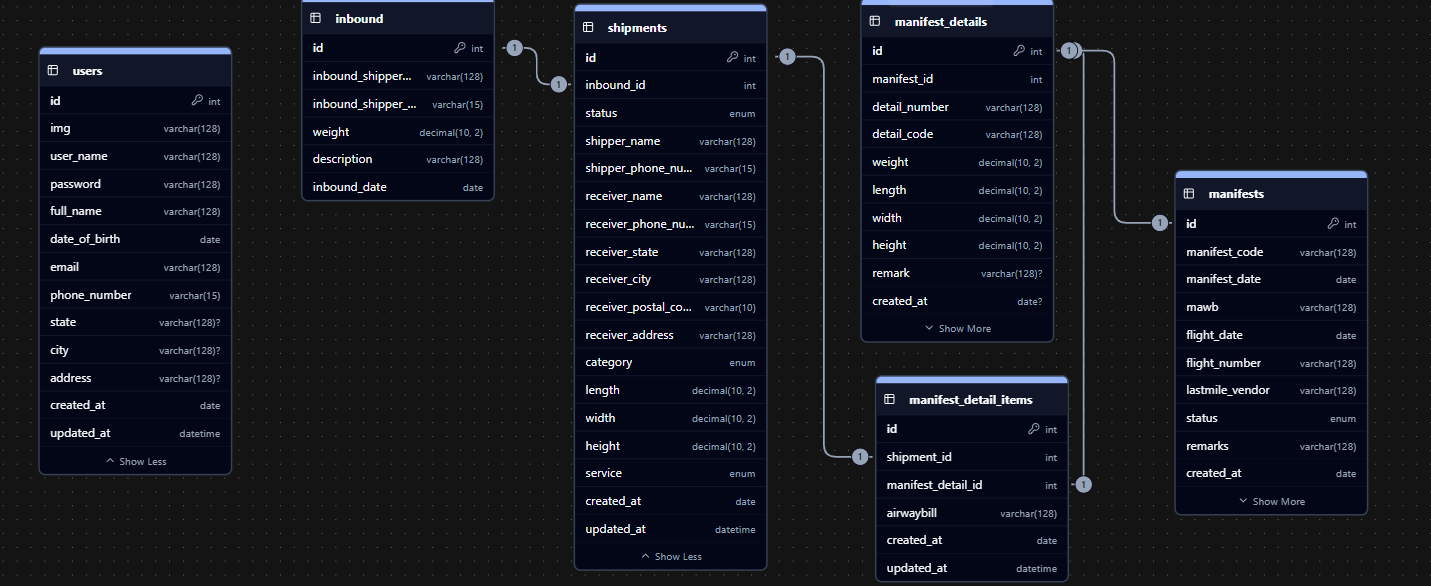 users
id int
img varchar(128)
user_name varchar(128)
password varchar(128)
full_name varchar(128)
date_of_birth date
email varchar(128)
phone_number varchar(15)
state varchar(128)?
city varchar(128)?
address varchar(128)?
created_at date
updated_at datetime
Show Less
inbound
id int
inbound_shipper... varchar(128)
inbound_shipper_... varchar(15)
weight decimal(10, 2)
description varchar(128)
inbound_date date
1
1
shipments
id int
inbound_id int
status enum
shipper_name varchar(128)
shipper_phone_nu... varchar(15)
receiver_name varchar(128)
receiver_phone_nu... varchar(15)
receiver_state varchar(128)
receiver_city varchar(128)
receiver_postal_co... varchar(10)
receiver_address varchar(128)
category enum
length decimal(10, 2)
width decimal(10, 2)
height decimal(10, 2)
service enum
created_at date
updated_at datetime
Show Less
1
1
manifest_details
id int
manifest_id int
detail_number varchar(128)
detail_code varchar(128)
weight decimal(10, 2)
length decimal(10, 2)
width decimal(10, 2)
height decimal(10, 2)
remark varchar(128)?
created_at date?
Show More
1
1
manifest_detail_items
id int
shipment_id int
manifest_detail_id int
airwaybill varchar(128)
created_at date
updated_at datetime
1
manifests
id int
manifest_code varchar(128)
manifest_date date
mawb varchar(128)
flight_date date
flight_number varchar(128)
lastmile_vendor varchar(128)
status enum
remarks varchar(128)
created_at date
Show More